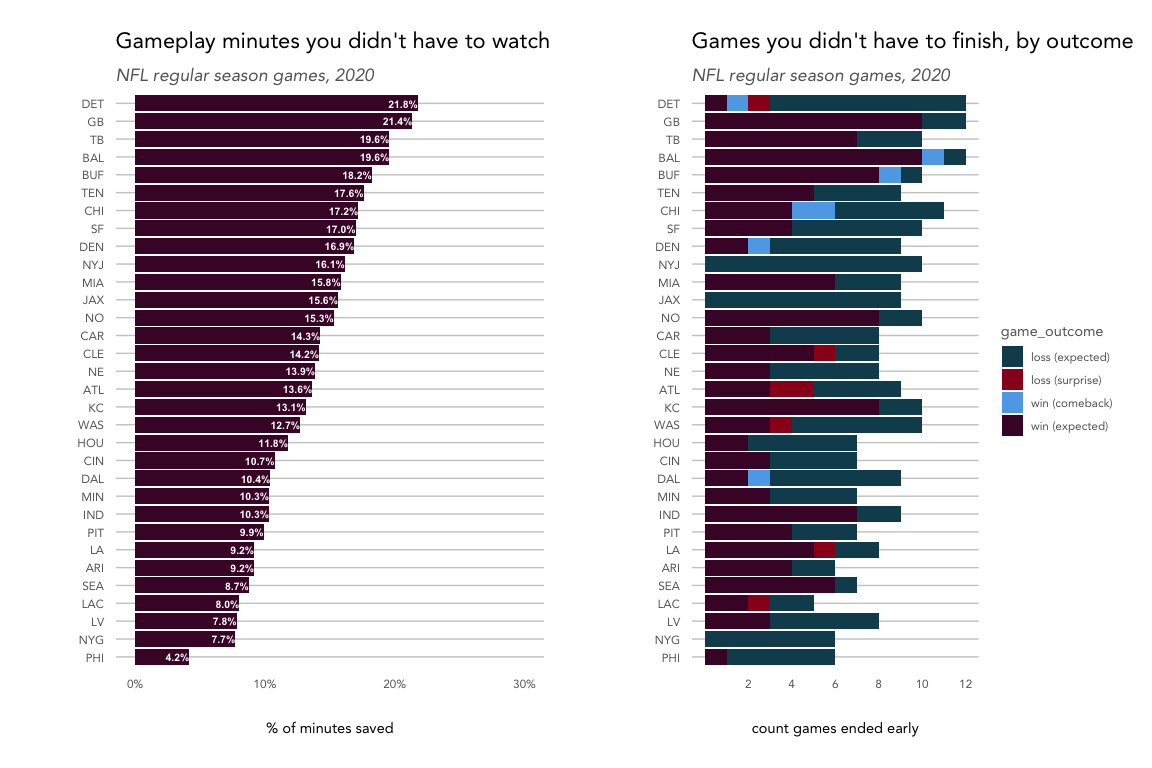 Gameplay minutes you didn't have to watch
NFL regular season games, 2020
DET 21.8%
GB 21.4%
TB 19.6%
BAL 19.6%
BUF 18.2%
TEN 17.6%
CHI 17.2%
SF 17.0%
DEN 16.9%
NYJ 16.1%
MIA 15.8%
JAX 15.6%
NO 15.3%
CAR 14.3%
CLE 14.2%
NE 13.9%
ATL 13.6%
KC 13.1%
WAS 12.7%
HOU 11.8%
CIN 10.7%
DAL 10.4%
MIN 10.3%
IND 10.3%
PIT 9.9%
LA 9.2%
ARI 9.2%
SEA 8.7%
LAC 8.0%
LV 7.8%
NYG 7.7%
PHI 4.2%
0% 10% 20% 30%
% of minutes saved
Games you didn't have to finish, by outcome
NFL regular season games, 2020
DET
GB
TB
BAL
BUF
TEN
CHI
SF
DEN
NYJ
MIA
JAX
NO
CAR
CLE
NE
ATL
KC
WAS
HOU
CIN
DAL
MIN
IND
PIT
LA
ARI
SEA
LAC
LV
NYG
PHI
2 4 6 8 10 12
count games ended early
game_outcome
loss (expected)
loss (surprise)
win (comeback)
win (expected)